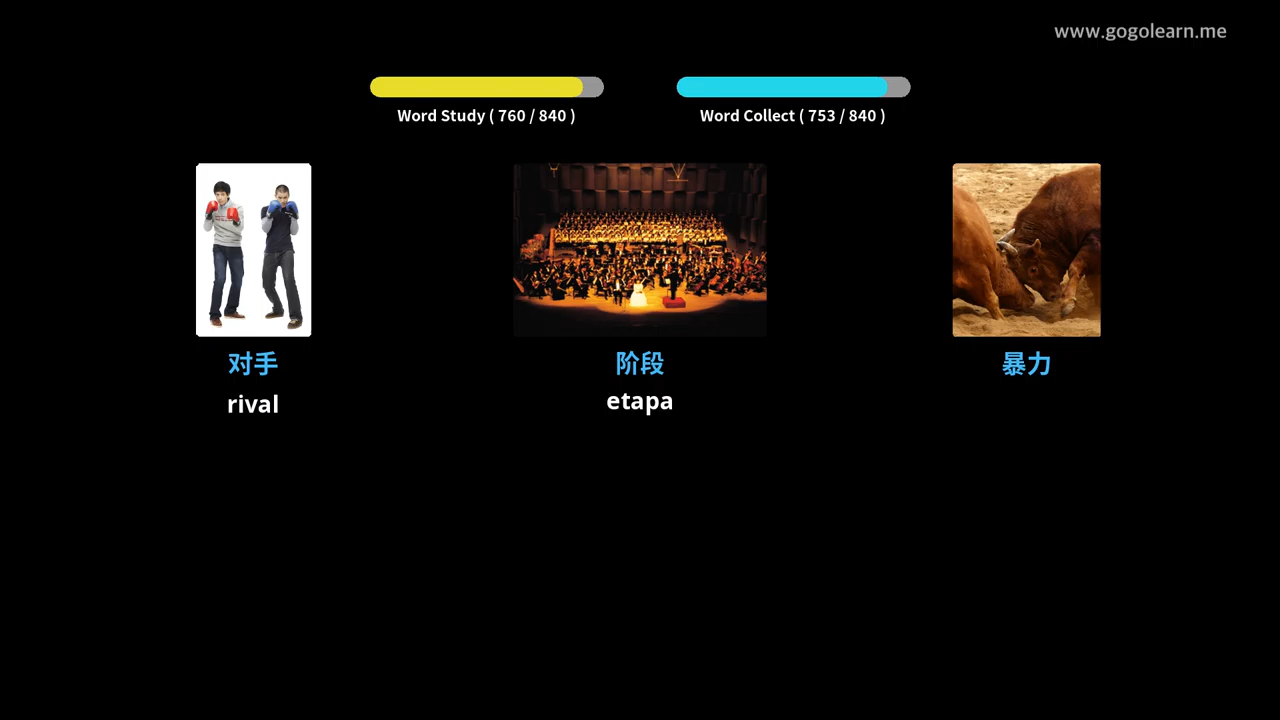 www.gogolearn.me
Word Study ( 760 / 840 )
Word Collect ( 753 / 840 )
对手
阶段
暴力
rival
etapa